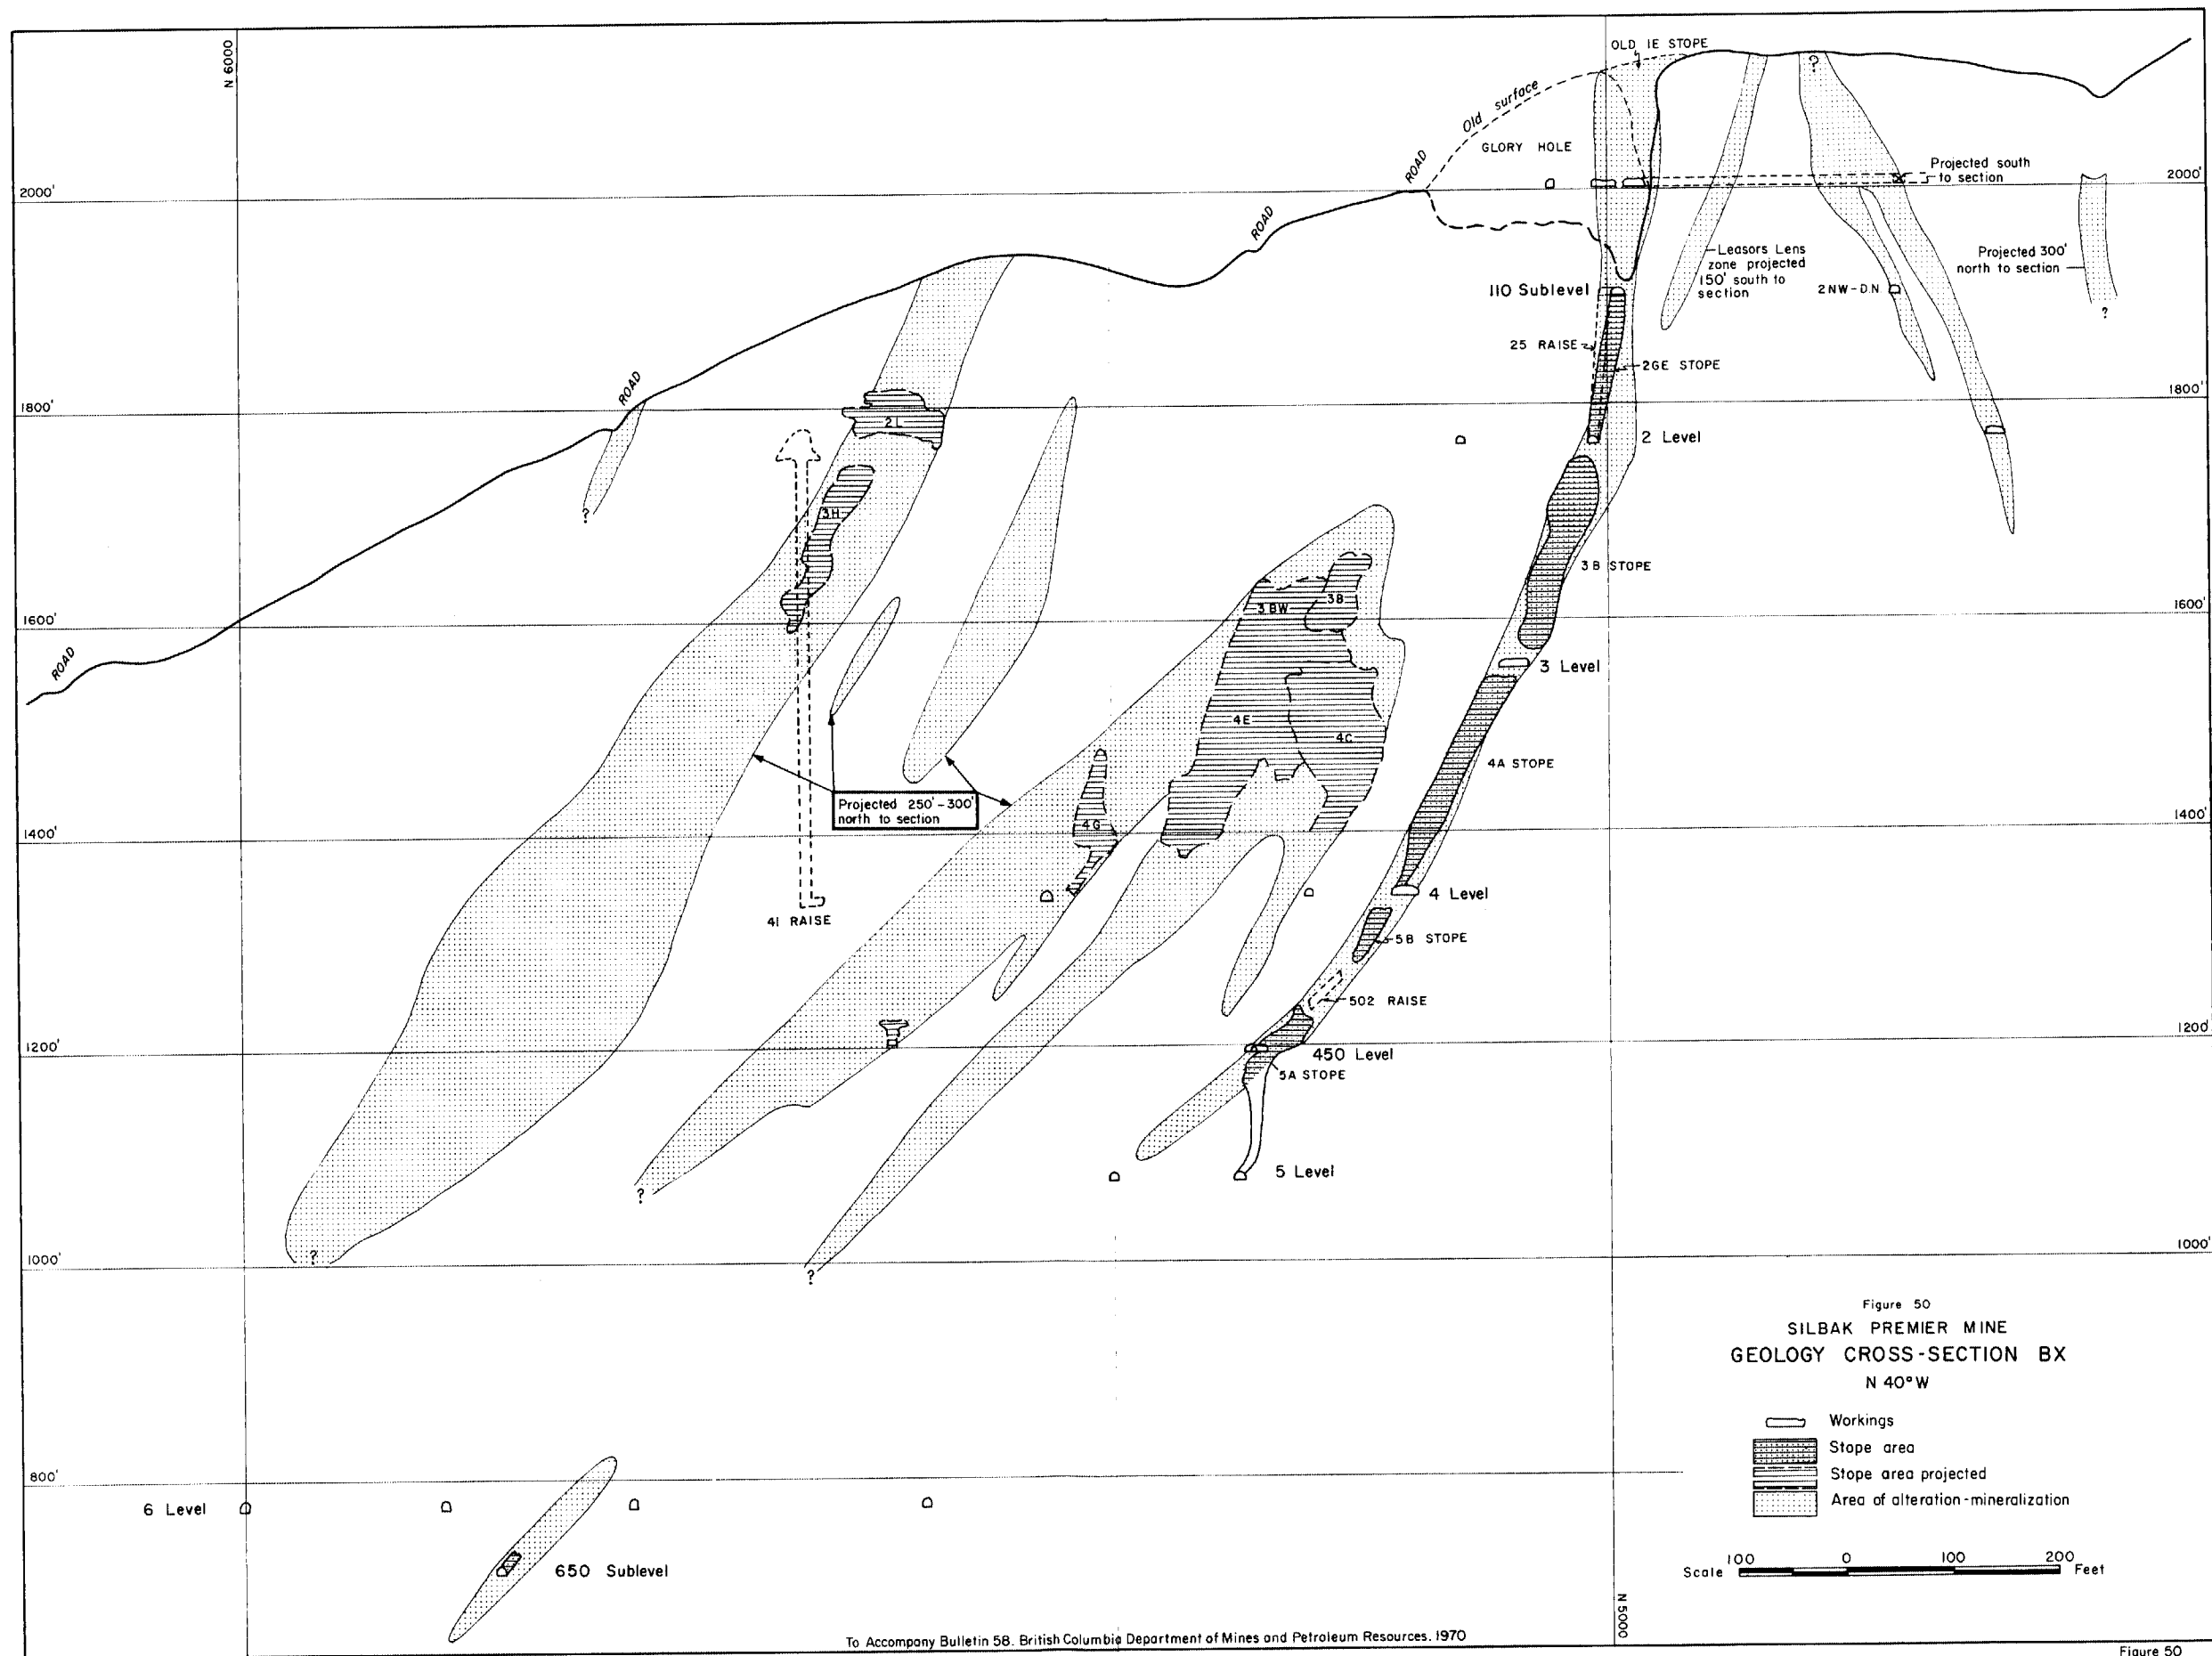 N 6000
OLD 1E STOPE
?
Old surface
GLORY HOLE
ROAD
Projected south
to section
2000'
2000'
ROAD
Leasors Lens
zone projected
150' south to
section
Projected 300'
north to section
110 Sublevel
2NW-D.N
?
25 RAISE
2GE STOPE
ROAD
1800'
1800'
2 L
2 Level
3H
?
3B STOPE
3 BW
3B
1600'
1600'
ROAD
3 Level
4E
4C
4A STOPE
Projected 250'-300'
north to section
4G
1400'
1400'
4 Level
41 RAISE
5B STOPE
502 RAISE
1200'
1200'
450 Level
5A STOPE
5 Level
?
1000'
?
?
1000'
Figure 50
SILBAK PREMIER MINE
GEOLOGY CROSS-SECTION BX
N 40° W
Workings
Stope area
Stope area projected
Area of alteration-mineralization
800'
6 Level
650 Sublevel
100 0 100 200
Scale Feet
N 5000
To Accompany Bulletin 58. British Columbia Department of Mines and Petroleum Resources. 1970
Figure 50